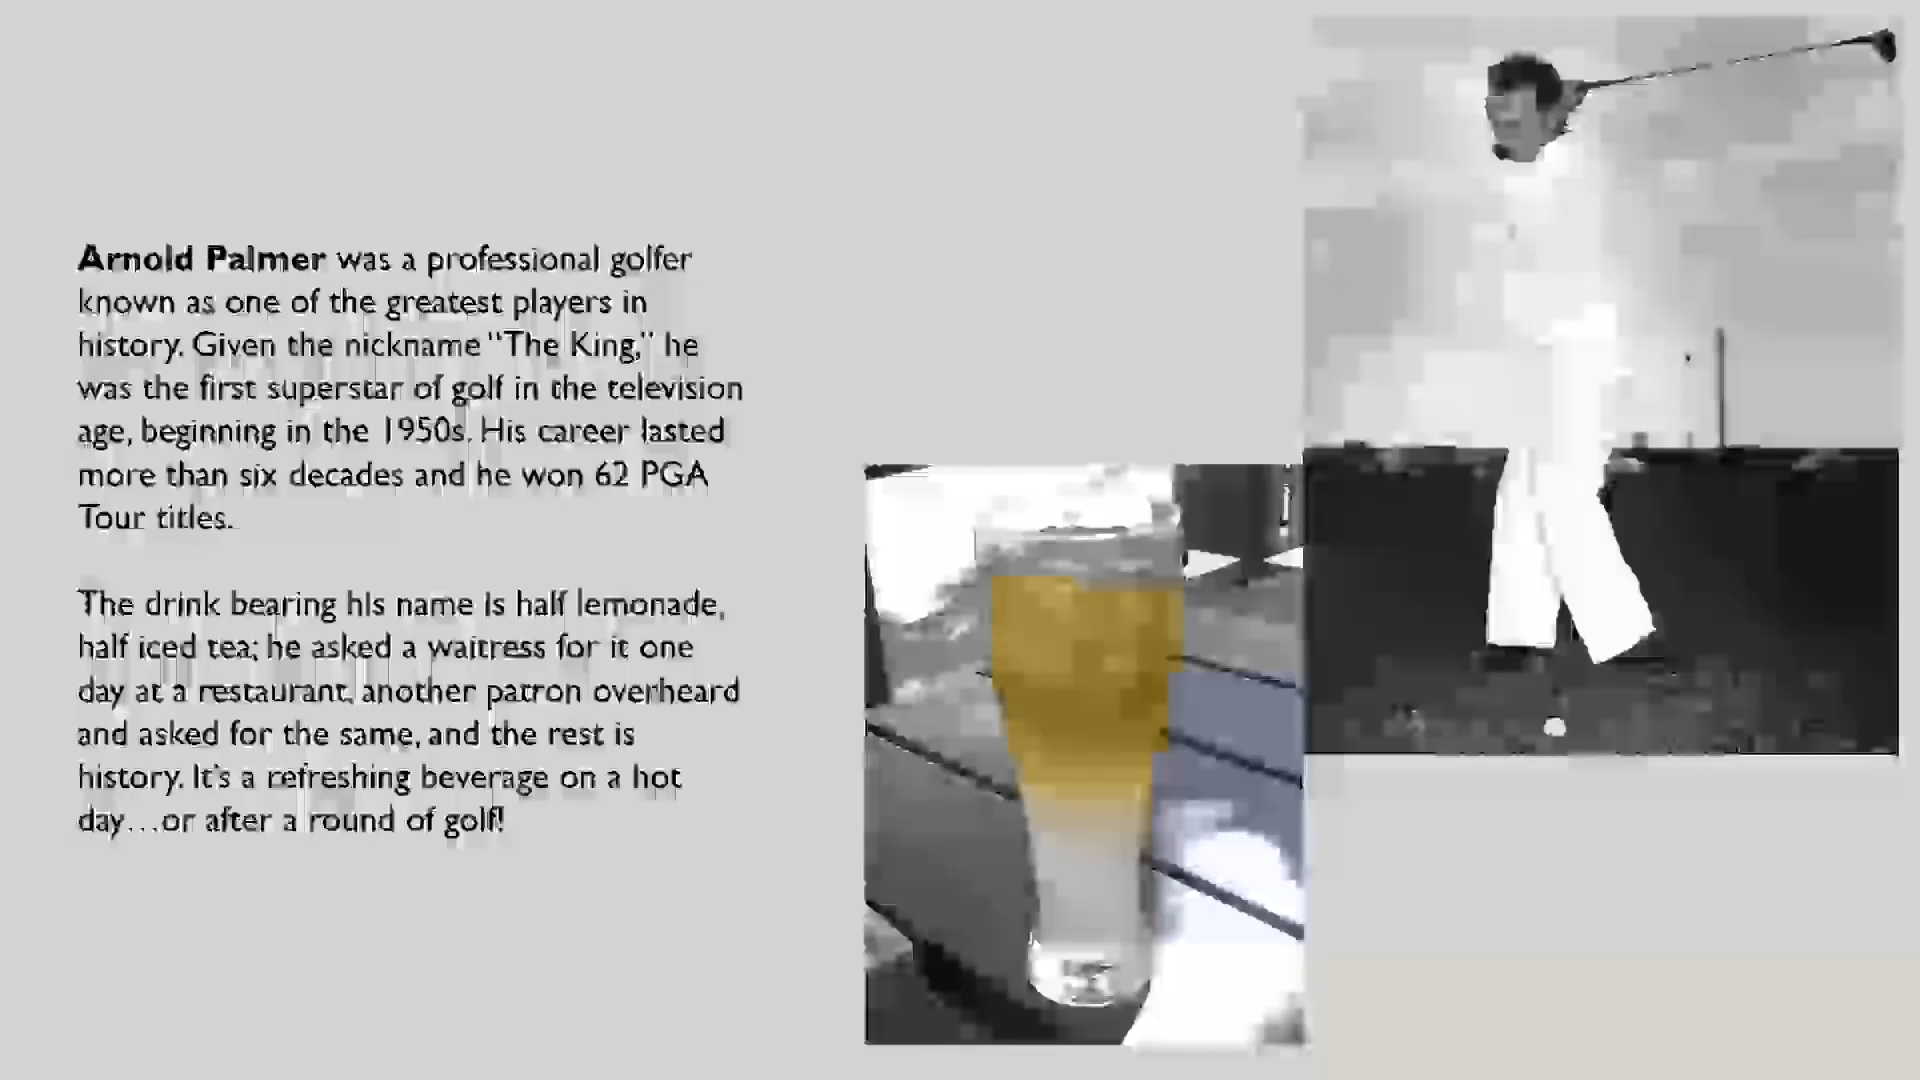 Arnold Palmer was a professional golfer
known as one of the greatest players in
history. Given the nickname "The King," he
was the first superstar of golf in the television
age, beginning in the 1950s. His career lasted
more than six decades and he won 62 PGA
Tour titles.
The drink bearing his name is half lemonade,
half iced tea; he asked a waitress for it one
day at a restaurant, another patron overheard
and asked for the same, and the rest is
history. It's a refreshing beverage on a hot
day…or after a round of golf!